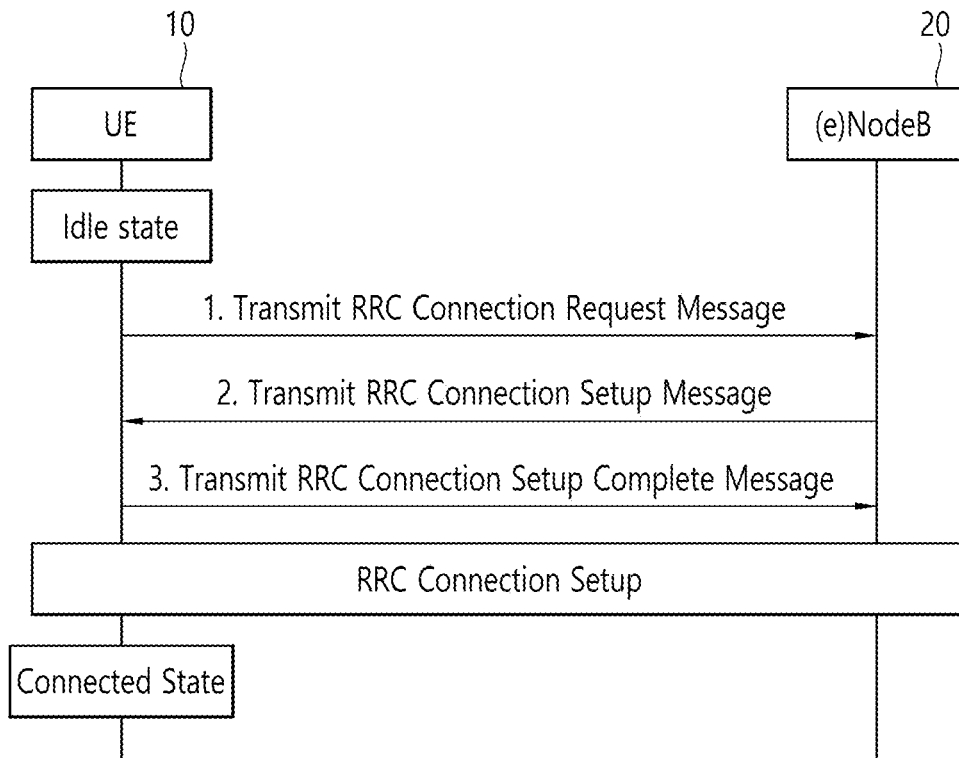 10
20
UE
(e)NodeB
Idle state
1. Transmit RRC Connection Request Message
2. Transmit RRC Connection Setup Message
3. Transmit RRC Connection Setup Complete Message
RRC Connection Setup
Connected State